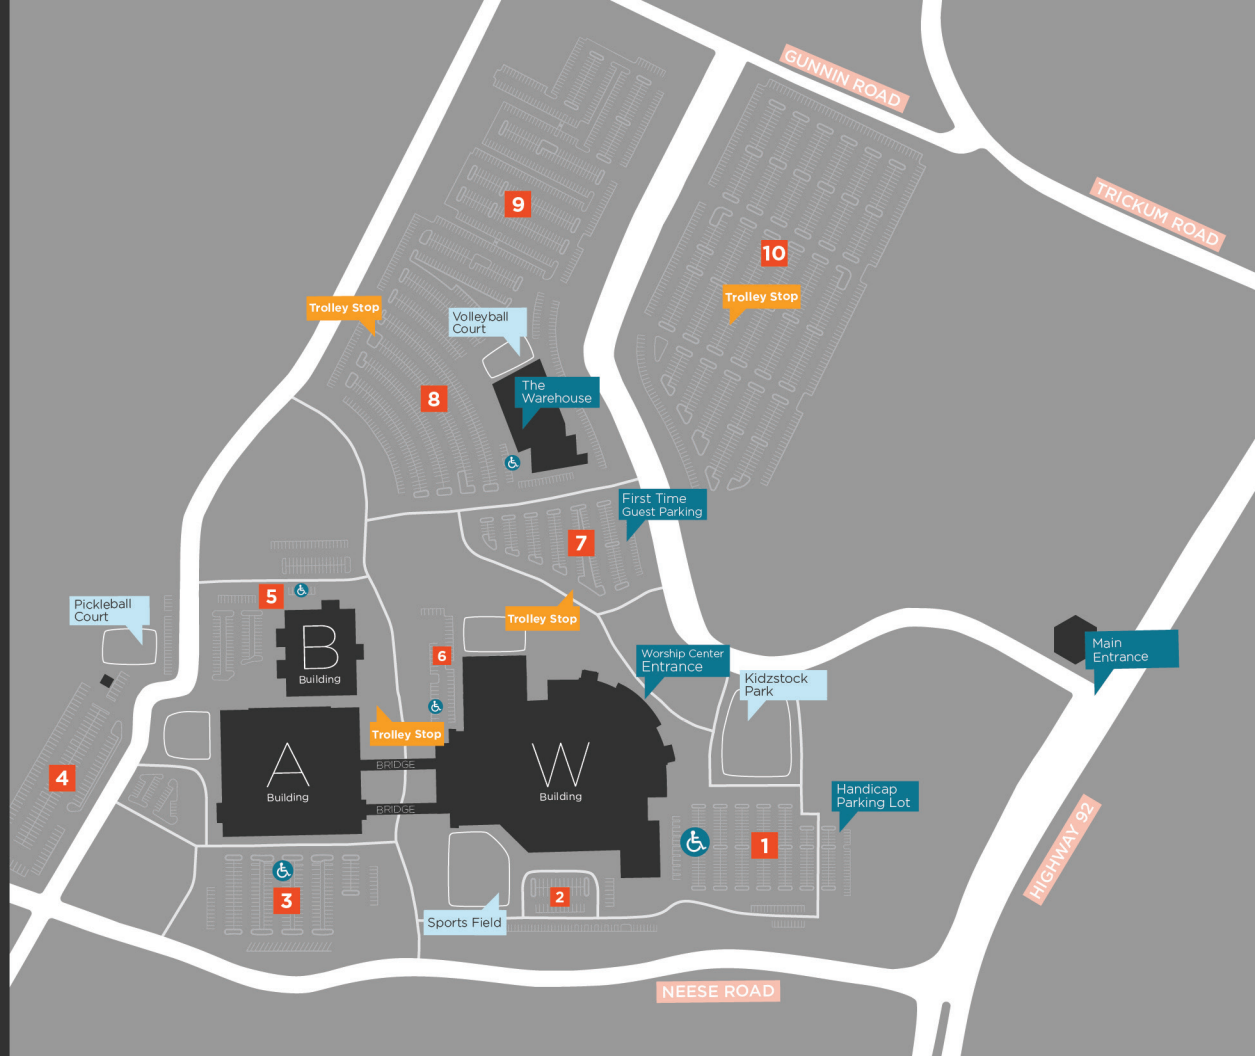 GUNNIN ROAD
TRICKUM ROAD
9
10
Trolley Stop
Trolley Stop
Volleyball
Court
The
Warehouse
8
First Time
Guest Parking
7
5
Pickleball
Court
Trolley Stop
B
Building
6
Worship Center
Entrance
Main
Entrance
Kidzstock
Park
Trolley Stop
A
Building
BRIDGE
W
Building
BRIDGE
4
Handicap
Parking Lot
HIGHWAY 92
1
3
2
Sports Field
NEESE ROAD